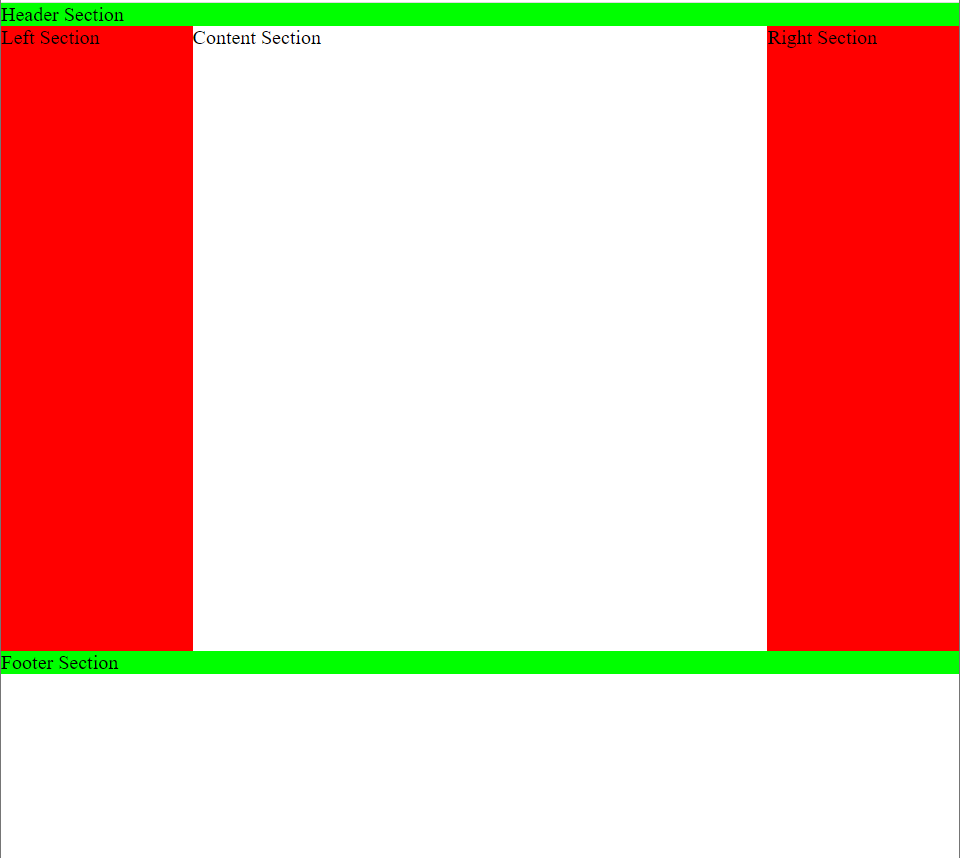 Header Section
Left Section
Content Section
Right Section
Footer Section